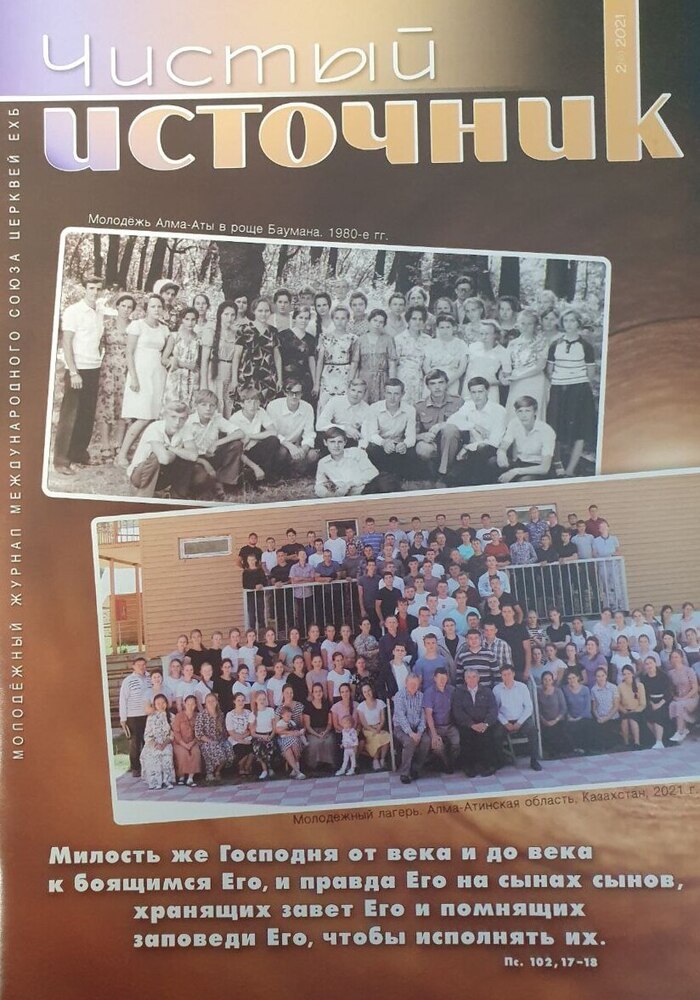 Чистый
источник
2 2021
МОЛОДЁЖНЫЙ ЖУРНАЛ МЕЖДУНАРОДНОГО СОЮЗА ЦЕРКВЕЙ ЕХБ
Молодёжь Алма-Аты в роще Баумана. 1980-е гг.
Молодёжный лагерь. Алма-Атинская область, Казахстан, 2021 г.
Милость же Господня от века и до века
к боящимся Его, и правда Его на сынах сынов,
хранящих завет Его и помнящих
заповеди Его, чтобы исполнять их.
Пс. 102, 17–18